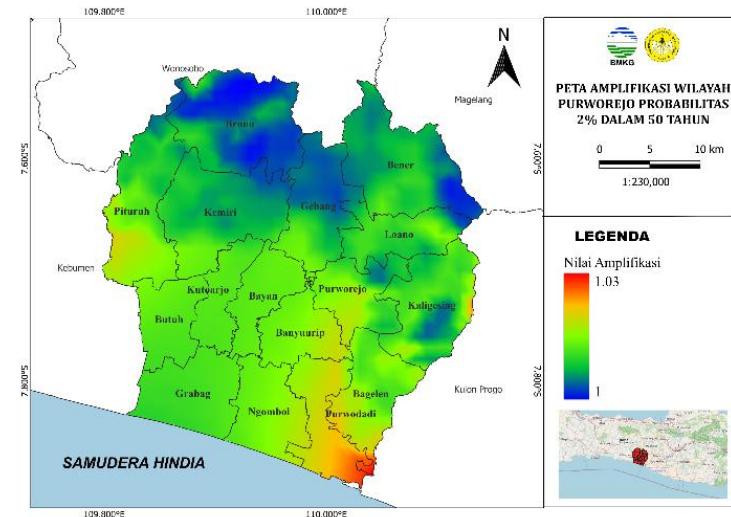 109.800°E
110.000°E
Wonosobo
Magelang
N
7.600°S
7.600°S
Bruno
Bener
Pituruh
Kemiri
Gebang
Loano
Kebumen
Kutoarjo
Bayan
Purworejo
Kaligesing
Butuh
Banyuurip
7.800°S
7.800°S
Grabag
Bagelen
Kulon Progo
Ngombol
Purwodadi
SAMUDERA HINDIA
109.800°E
110.000°E
BMKG
PETA AMPLIFIKASI WILAYAH
PURWOREJO PROBABILITAS
2% DALAM 50 TAHUN
0 5 10 km
1:230,000
LEGENDA
Nilai Amplifikasi
1.03
1